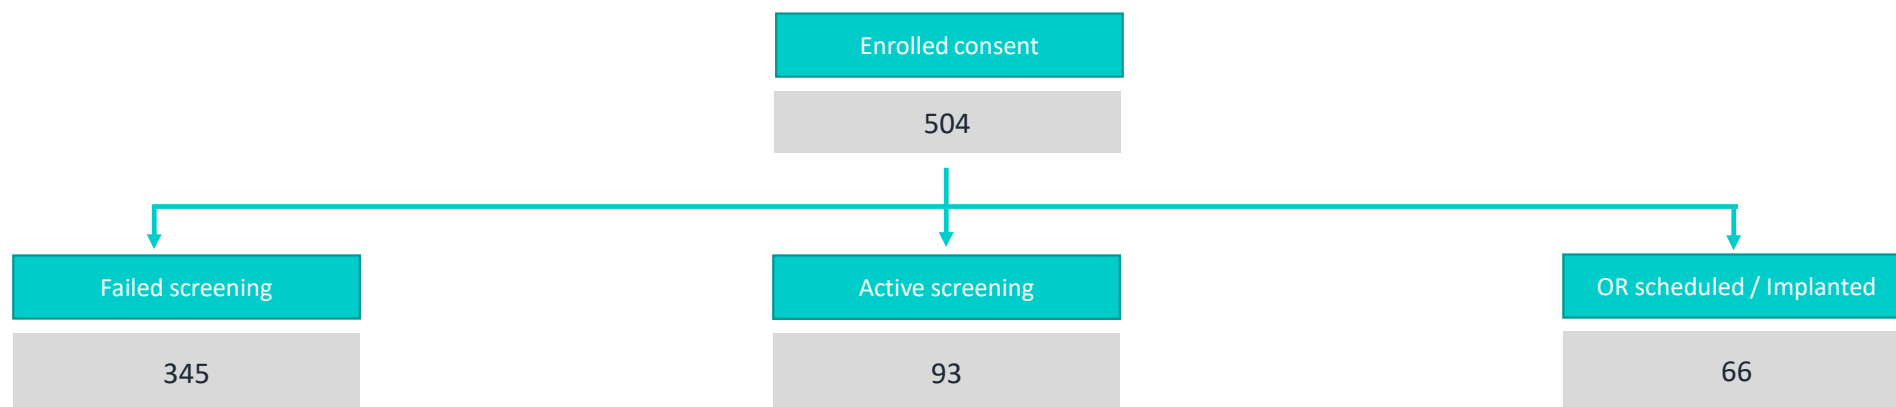 Enrolled consent
504
Failed screening
Active screening
OR scheduled / Implanted
345
93
66